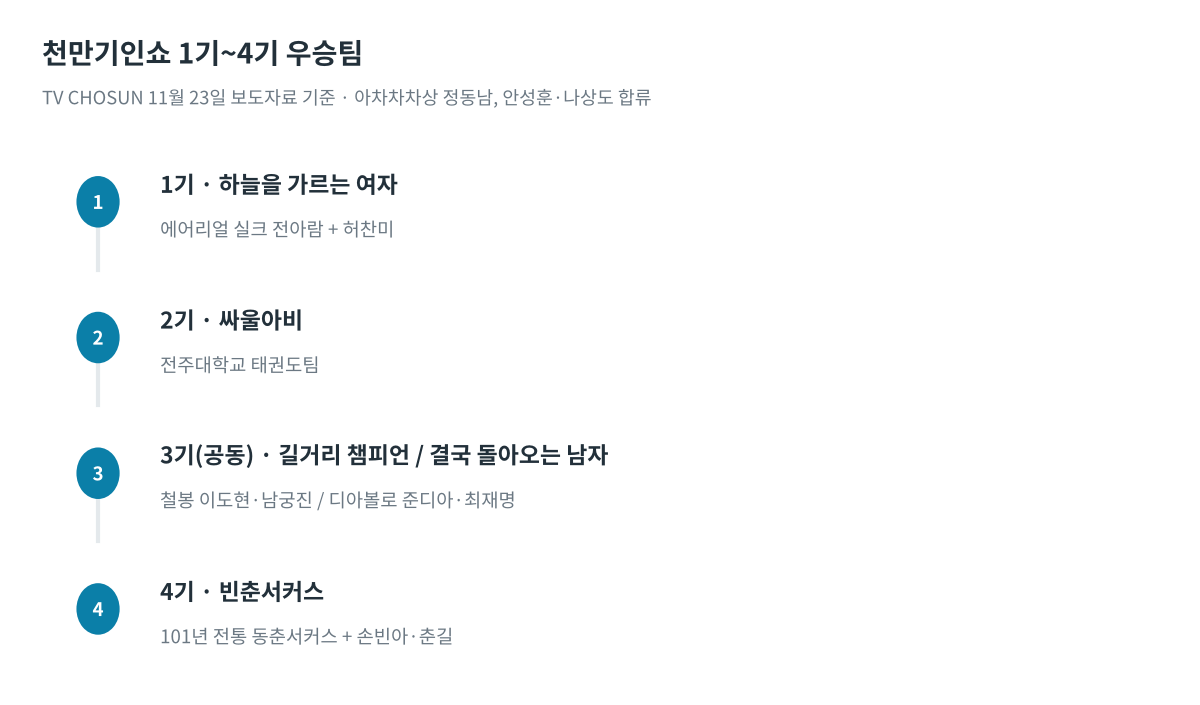 천만기인쇼 1기~4기 우승팀
TV CHOSUN 11월 23일 보도자료 기준 · 아차차차상 정동남, 안성훈·나상도 합류
1
1기 · 하늘을 가르는 여자
에어리얼 실크 전아람 + 허찬미
2
2기 · 싸울아비
전주대학교 태권도팀
3
3기(공동) · 길거리 챔피언 / 결국 돌아오는 남자
철봉 이도현·남궁진 / 디아볼로 준디아·최재명
4
4기 · 빈춘서커스
101년 전통 동춘서커스 + 손빈아·춘길